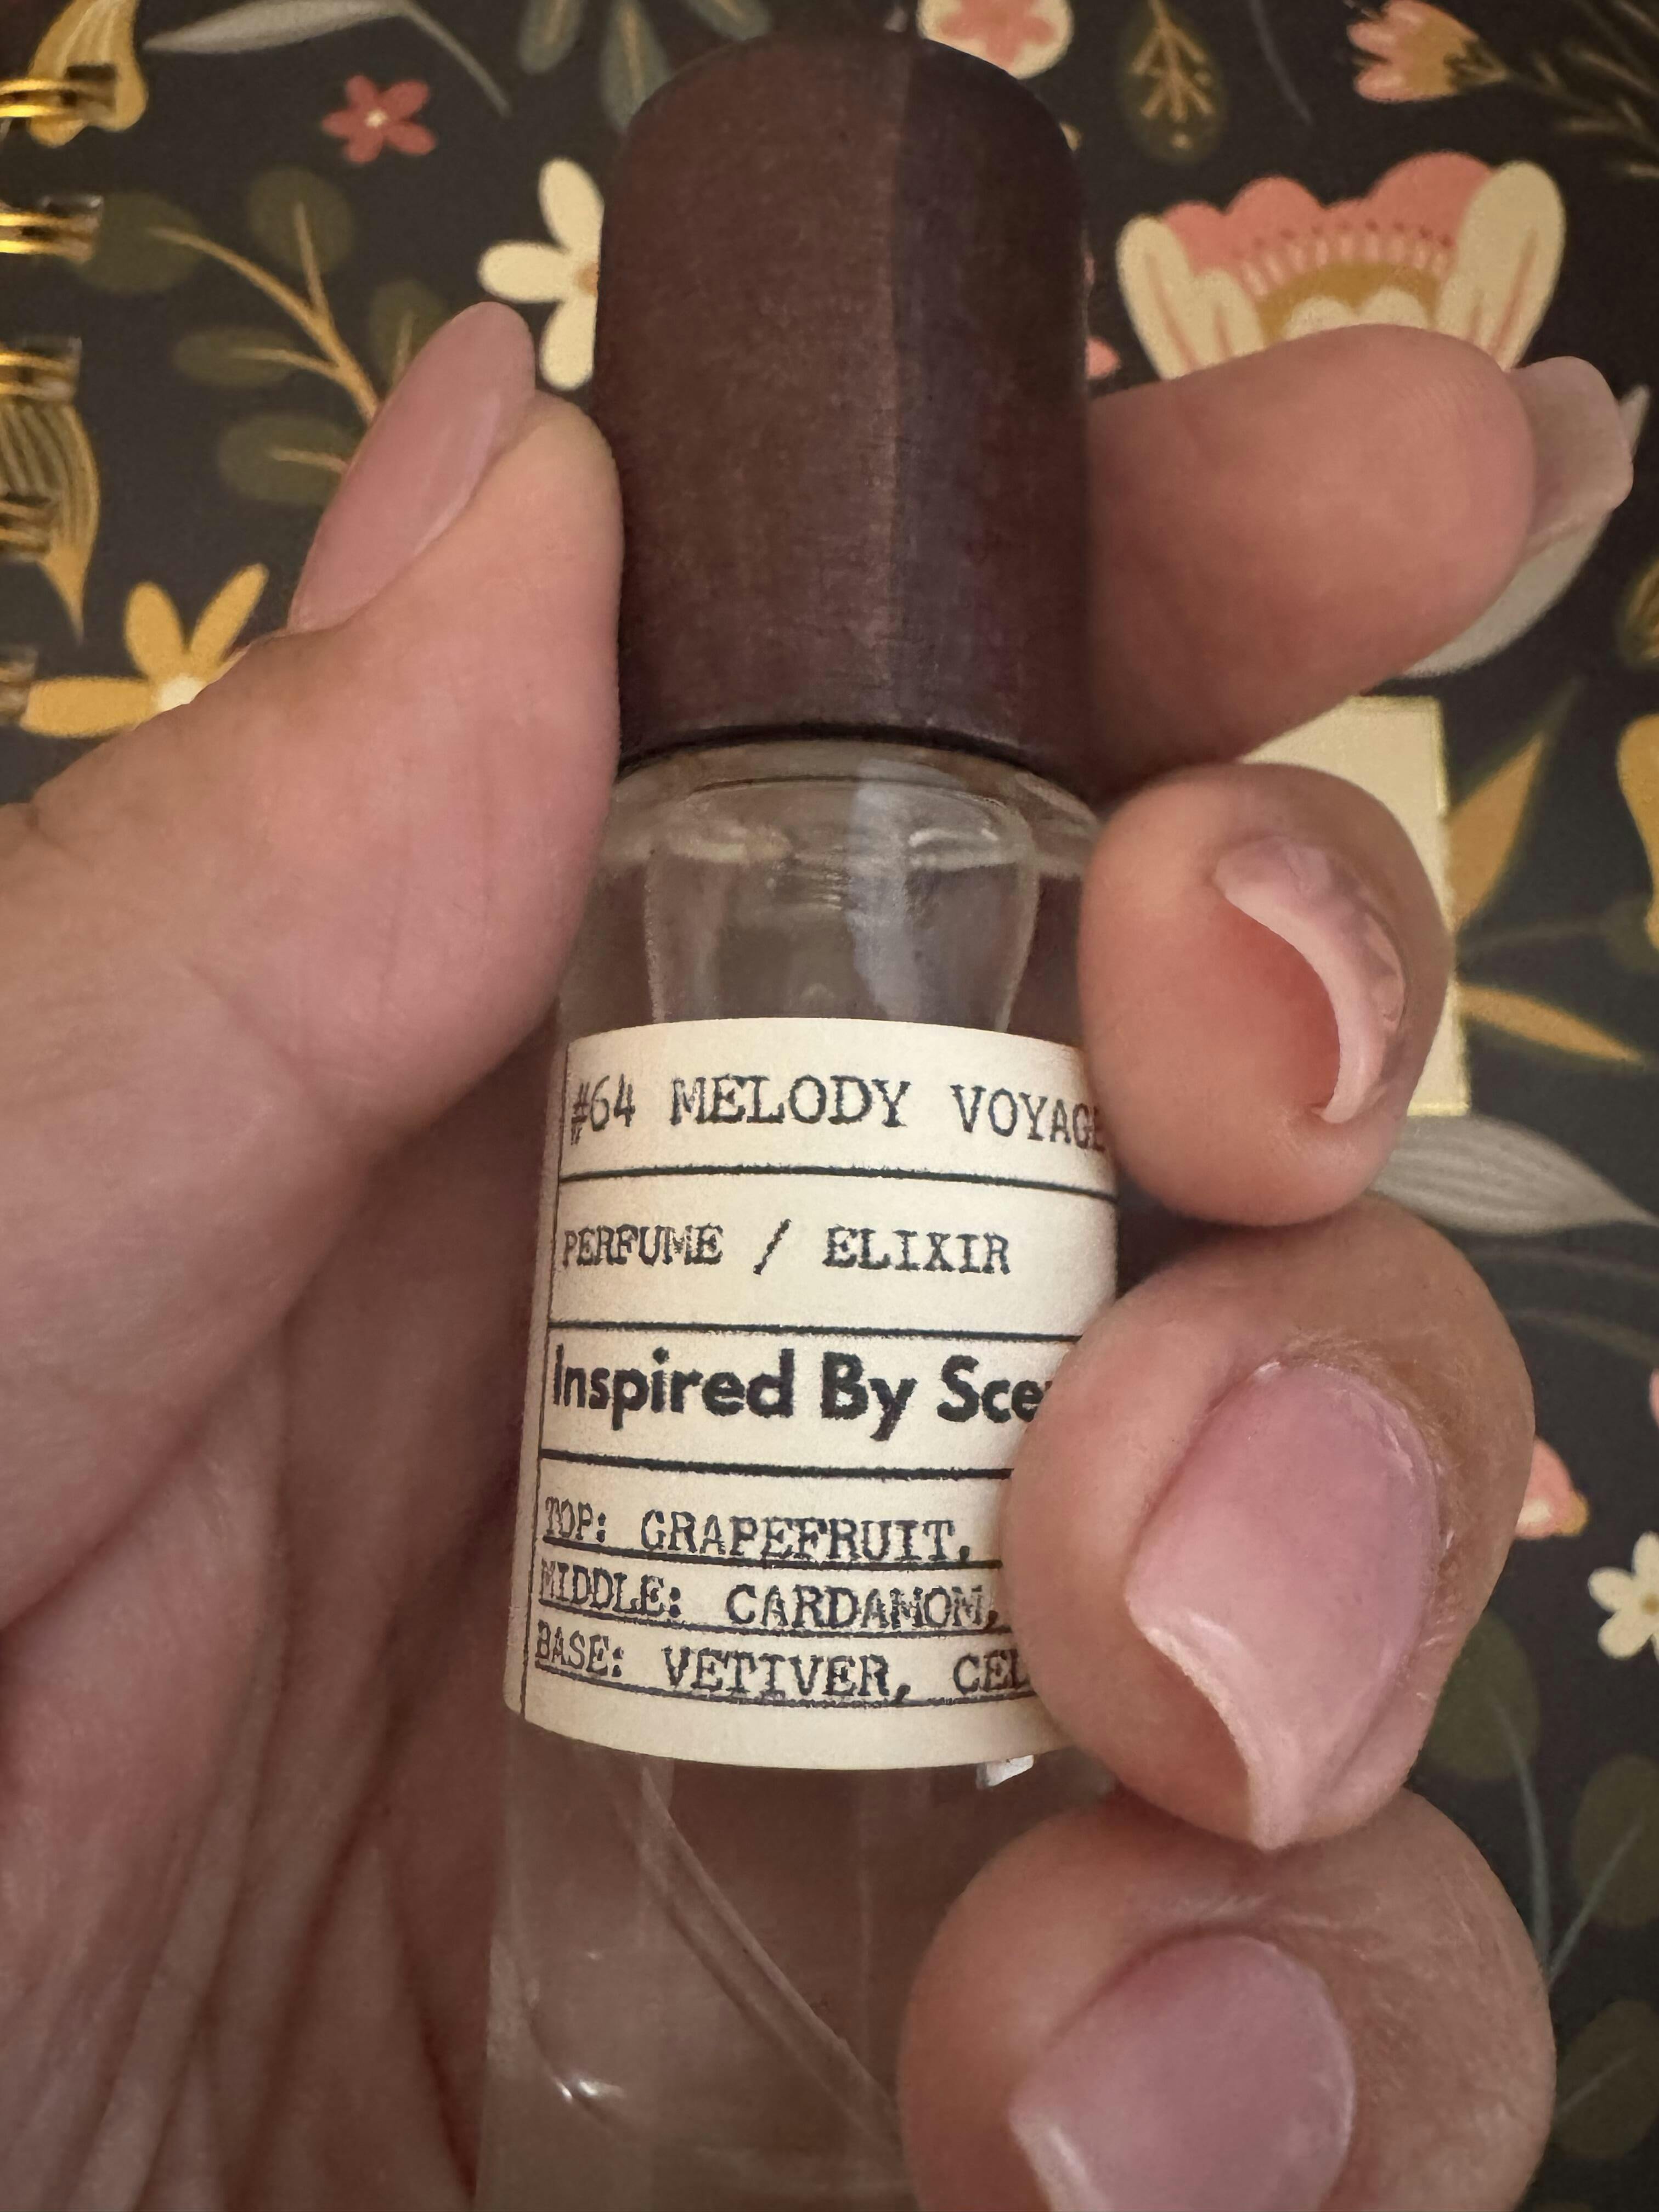 #64 MELODY VOYAGE
PERFUME / ELIXIR
Inspired By
TOP: GRAPEFRUIT,
MIDDLE: CARDAMOM,
BASE: VETIVER,